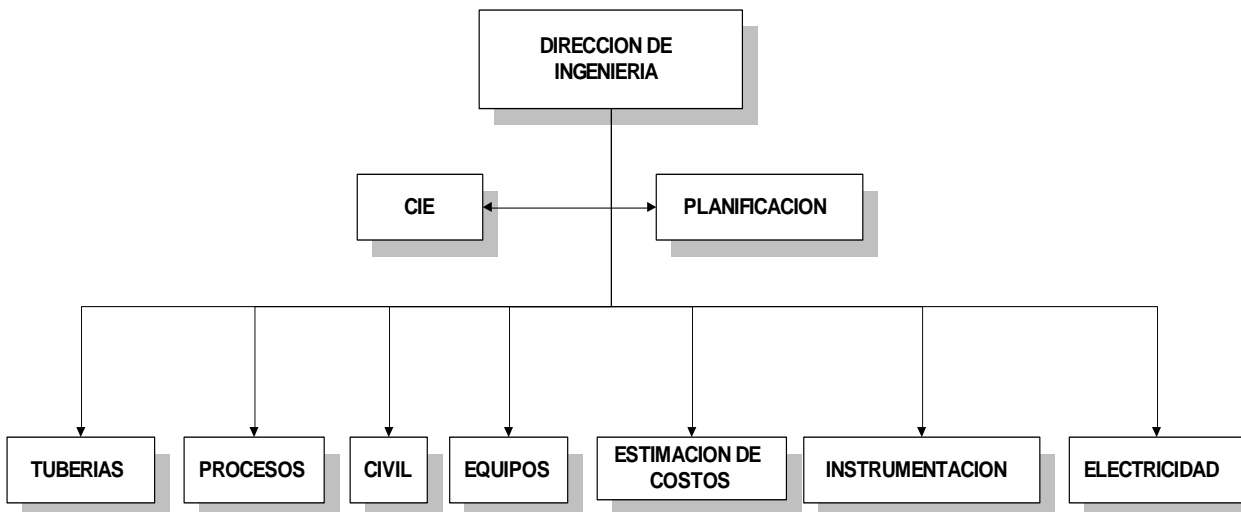 DIRECCION DE
INGENIERIA
CIE
PLANIFICACION
TUBERIAS
PROCESOS
CIVIL
EQUIPOS
ESTIMACION DE
COSTOS
INSTRUMENTACION
ELECTRICIDAD